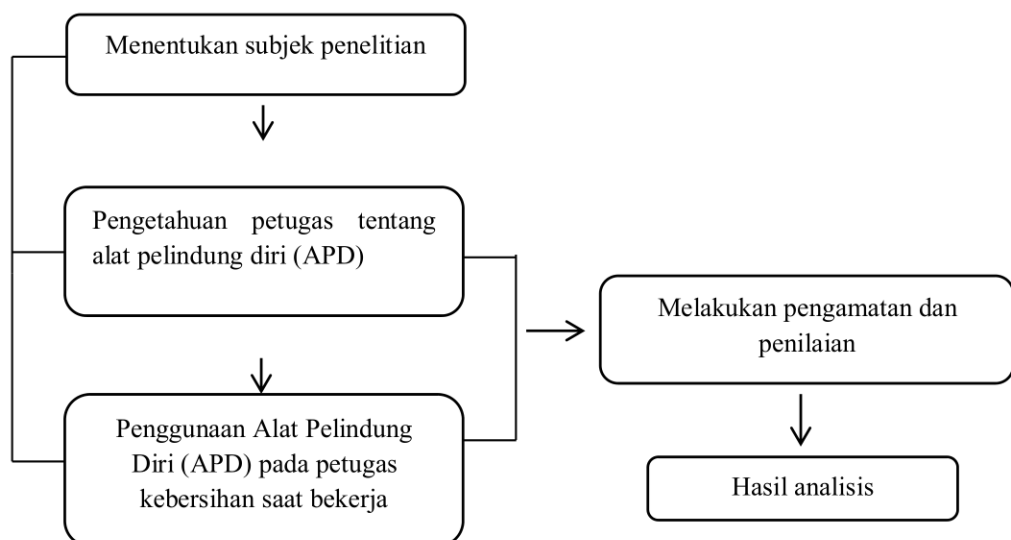 Menentukan subjek penelitian
Pengetahuan petugas tentang
alat pelindung diri (APD)
Penggunaan Alat Pelindung
Diri (APD) pada petugas
kebersihan saat bekerja
Melakukan pengamatan dan
penilaian
Hasil analisis